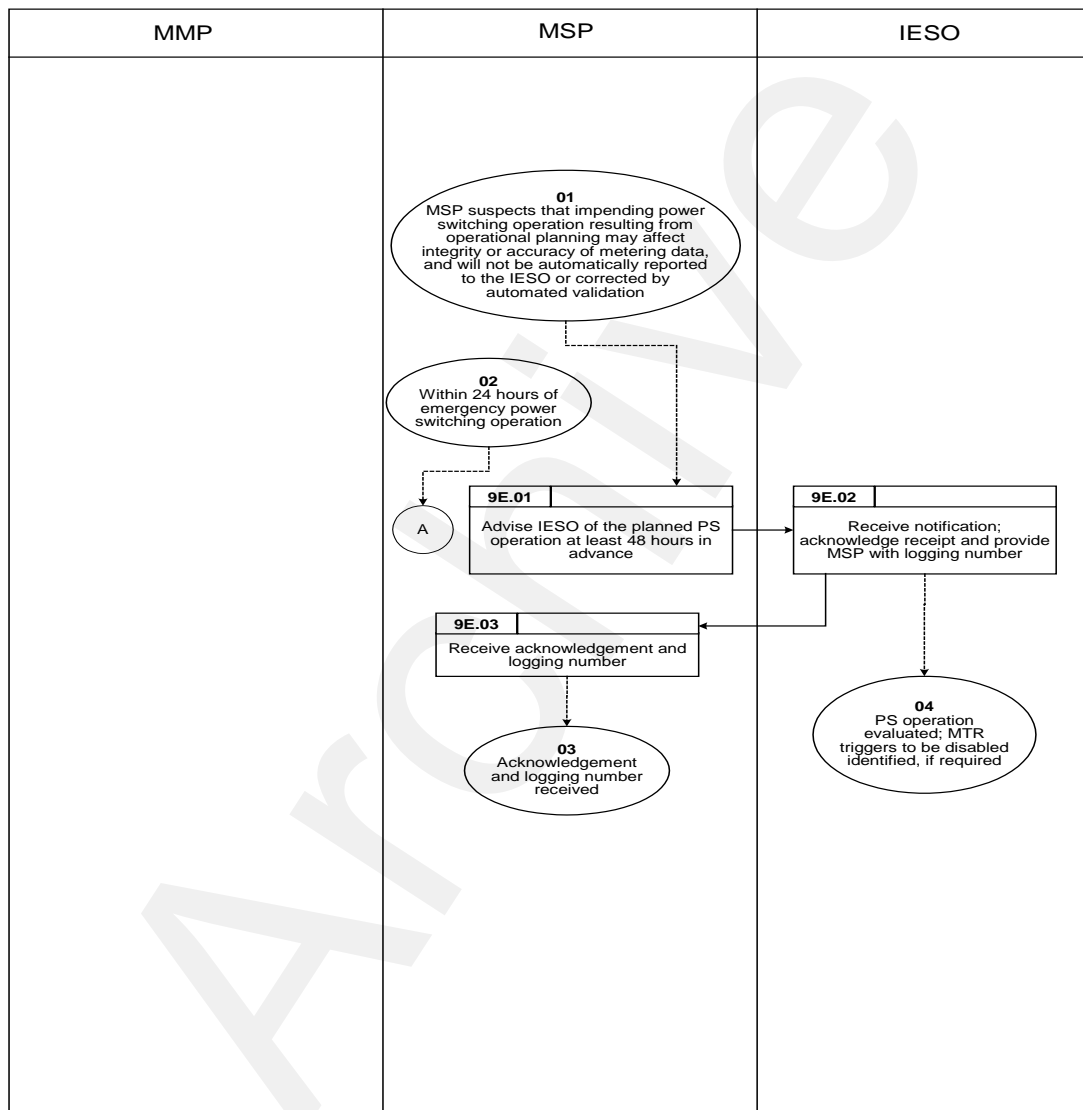 MMP
MSP
IESO
01
MSP suspects that impending power
switching operation resulting from
operational planning may affect
integrity or accuracy of metering data,
and will not be automatically reported
to the IESO or corrected by
automated validation
02
Within 24 hours of
emergency power
switching operation
A
9E.01
Advise IESO of the planned PS
operation at least 48 hours in
advance
9E.02
Receive notification;
acknowledge receipt and provide
MSP with logging number
9E.03
Receive acknowledgement and
logging number
03
Acknowledgement
and logging number
received
04
PS operation
evaluated; MTR
triggers to be disabled
identified, if required
Archive